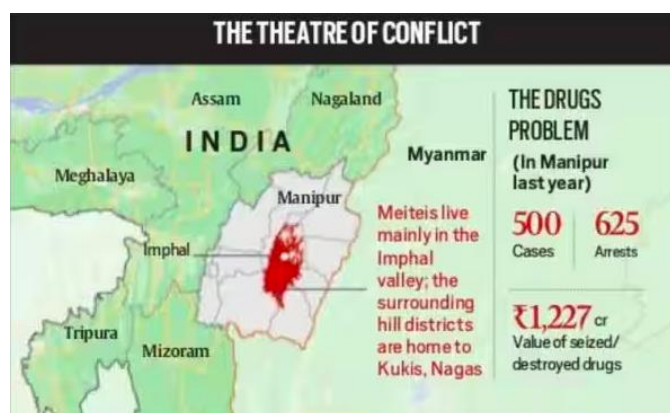 THE THEATRE OF CONFLICT
Assam
Nagaland
INDIA
Meghalaya
Myanmar
Manipur
Imphal
Tripura
Mizoram
Meiteis live
mainly in the
Imphal
valley; the
surrounding
hill districts
are home to
Kukis, Nagas
THE DRUGS
PROBLEM
(In Manipur
last year)
500
Cases
625
Arrests
₹1,227 cr
Value of seized/
destroyed drugs